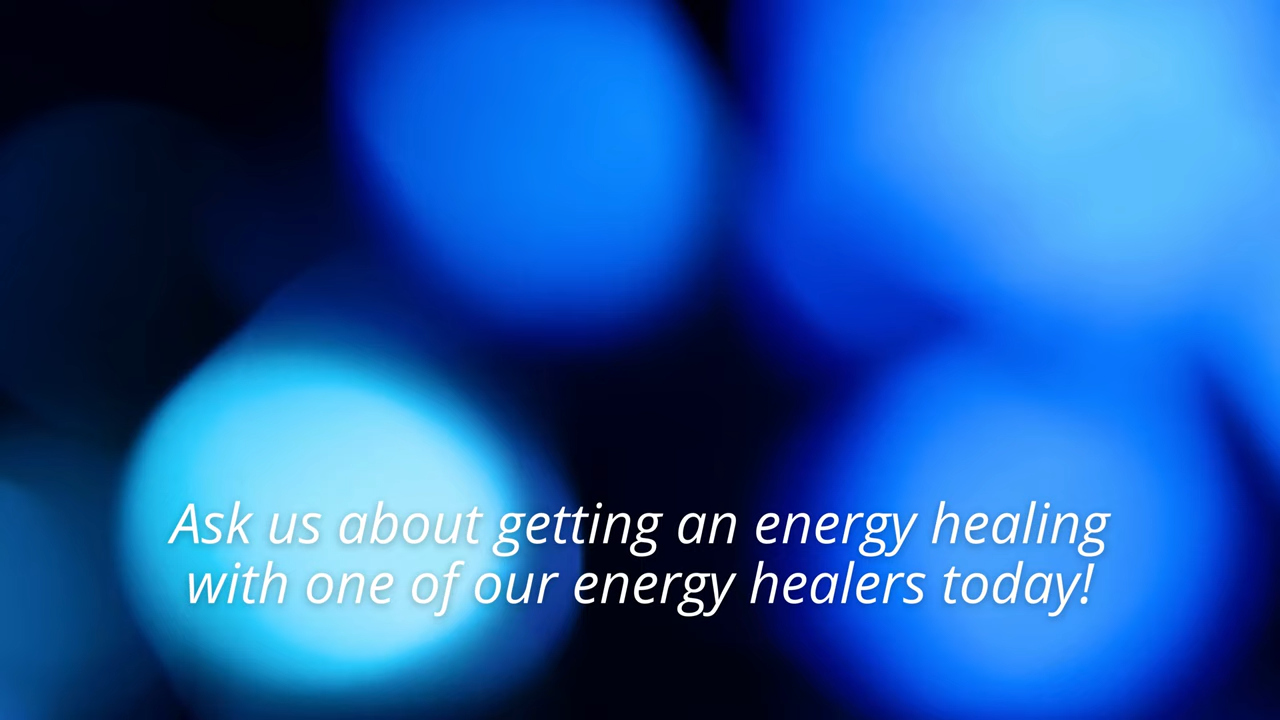 Ask us about getting an energy healing
with one of our energy healers today!